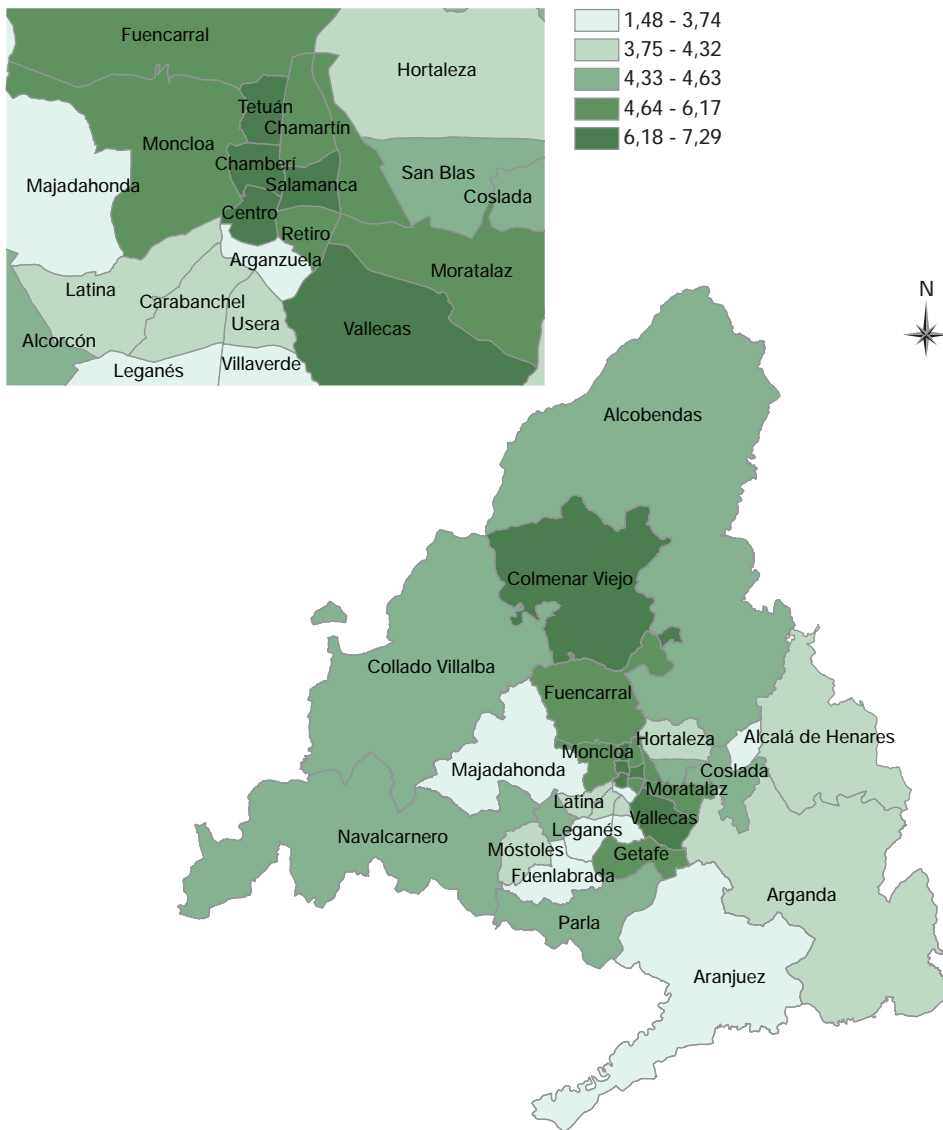 1,48 - 3,74
3,75 - 4,32
4,33 - 4,63
4,64 - 6,17
6,18 - 7,29
Fuencarral
Hortaleza
Tetuán
Chamartín
Moncloa
Chamberí
Majadahonda
San Blas
Salamanca
Coslada
Centro
Retiro
Arganzuela
Moratalaz
Latina
Carabanchel
Usera
Vallecas
Alcorcón
Leganés
Villaverde
N
Alcobendas
Colmenar Viejo
Collado Villalba
Fuencarral
Hortaleza
Alcalá de Henares
Moncloa
Majadahonda
Coslada
Moratalaz
Latina
Vallecas
Navalcarnero
Leganés
Móstoles
Getafe
Fuenlabrada
Arganda
Parla
Aranjuez